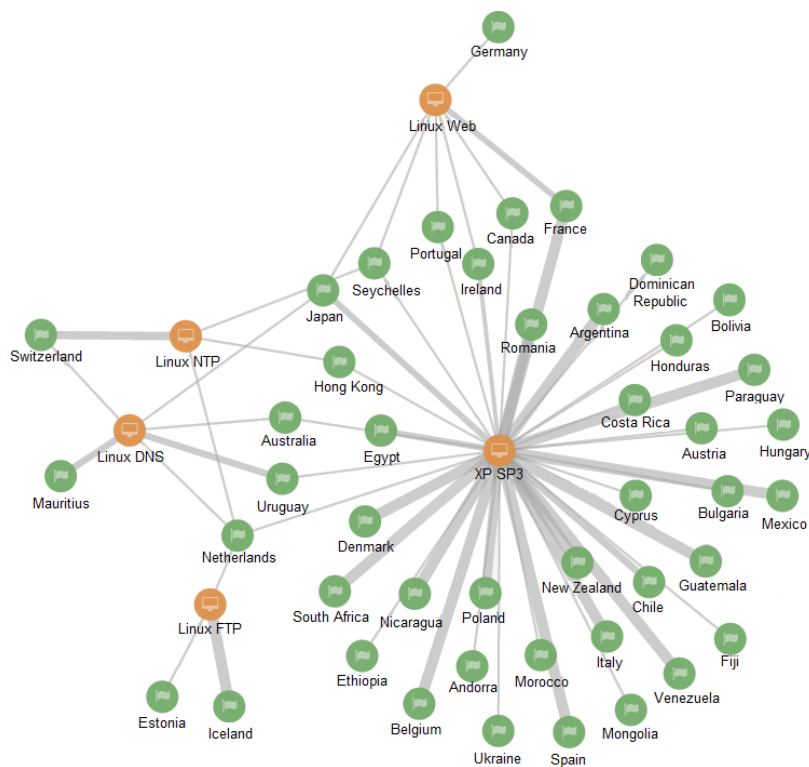 Germany
Linux Web
France
Canada
Portugal
Ireland
Seychelles
Japan
Dominican
Republic
Bolivia
Argentina
Romania
Honduras
Switzerland
Linux NTP
Hong Kong
Paraguay
Costa Rica
Australia
Egypt
Austria
Hungary
Linux DNS
XP SP3
Mauritius
Uruguay
Cyprus
Bulgaria
Mexico
Denmark
Netherlands
Guatemala
New Zealand
Chile
South Africa
Nicaragua
Poland
Linux FTP
Italy
Fiji
Ethiopia
Andorra
Morocco
Venezuela
Estonia
Iceland
Belgium
Mongolia
Ukraine
Spain